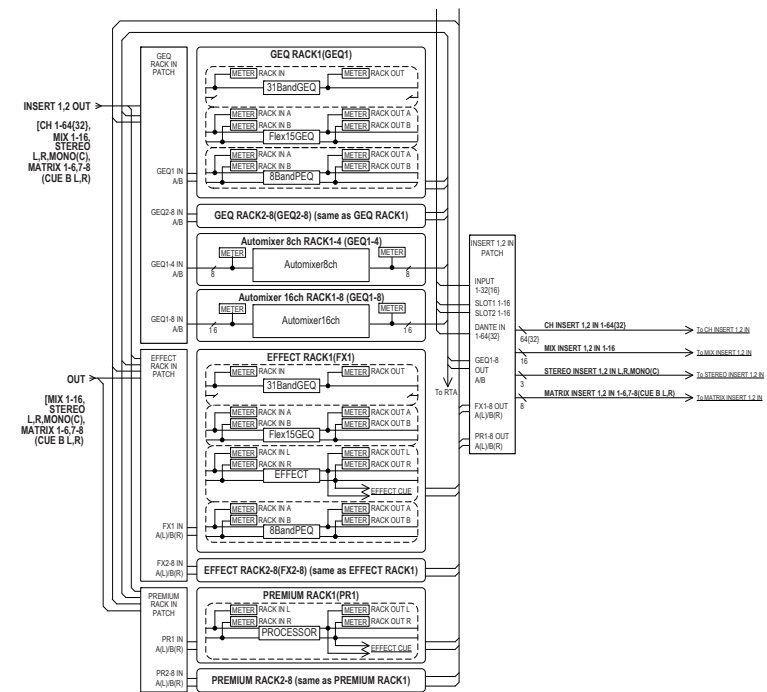 INSERT 1,2 OUT
[CH 1-64{32},
MIX 1-16,
STEREO
L,R,MONO(C),
MATRIX 1-6,7-8
(CUE B L,R)
OUT
[MIX 1-16,
STEREO
L,R,MONO(C),
MATRIX 1-6,7-8
(CUE B L,R)
GEQ
RACK IN
PATCH
GEQ1 IN
A/B
GEQ2-8 IN
A/B
GEQ1-4 IN
A/B
GEQ1-8 IN
A/B
GEQ RACK1(GEQ1)
METER RACK IN
METER RACK OUT
31BandGEQ
METER RACK IN A
METER RACK OUT A
METER RACK IN B
METER RACK OUT B
Flex15GEQ
METER RACK IN A
METER RACK OUT A
METER RACK IN B
METER RACK OUT B
8BandPEQ
GEQ RACK2-8(GEQ2-8) (same as GEQ RACK1)
Automixer 8ch RACK1-4 (GEQ1-4)
METER
METER
Automixer8ch
8
8
Automixer 16ch RACK1-8 (GEQ1-8)
METER
METER
Automixer16ch
16
16
EFFECT
RACK IN
PATCH
FX1 IN
A(L)/B(R)
FX2-8 IN
A(L)/B(R)
EFFECT RACK1(FX1)
METER RACK IN
METER RACK OUT
31BandGEQ
METER RACK IN A
METER RACK OUT A
METER RACK IN B
METER RACK OUT B
Flex15GEQ
METER RACK IN L
METER RACK OUT L
METER RACK IN R
METER RACK OUT R
EFFECT
EFFECT CUE
METER RACK IN A
METER RACK OUT A
METER RACK IN B
METER RACK OUT B
8BandPEQ
EFFECT RACK2-8(FX2-8) (same as EFFECT RACK1)
PREMIUM
RACK IN
PATCH
PR1 IN
A(L)/B(R)
PR2-8 IN
A(L)/B(R)
PREMIUM RACK1(PR1)
METER RACK IN L
METER RACK OUT L
METER RACK IN R
METER RACK OUT R
PROCESSOR
EFFECT CUE
PREMIUM RACK2-8 (same as PREMIUM RACK1)
To RTA
INSERT 1,2 IN
PATCH
INPUT
1-32{16}
SLOT1 1-16
SLOT2 1-16
DANTE IN
1-64{32}
GEQ1-8
OUT
A/B
FX1-8 OUT
A(L)/B(R)
PR1-8 OUT
A(L)/B(R)
CH INSERT 1,2 IN 1-64{32}
64{32}
To CH INSERT 1,2 IN
MIX INSERT 1,2 IN 1-16
16
To MIX INSERT 1,2 IN
STEREO INSERT 1,2 IN L,R,MONO(C)
3
To STEREO INSERT 1,2 IN
MATRIX INSERT 1,2 IN 1-6,7-8(CUE B L,R)
8
To MATRIX INSERT 1,2 IN